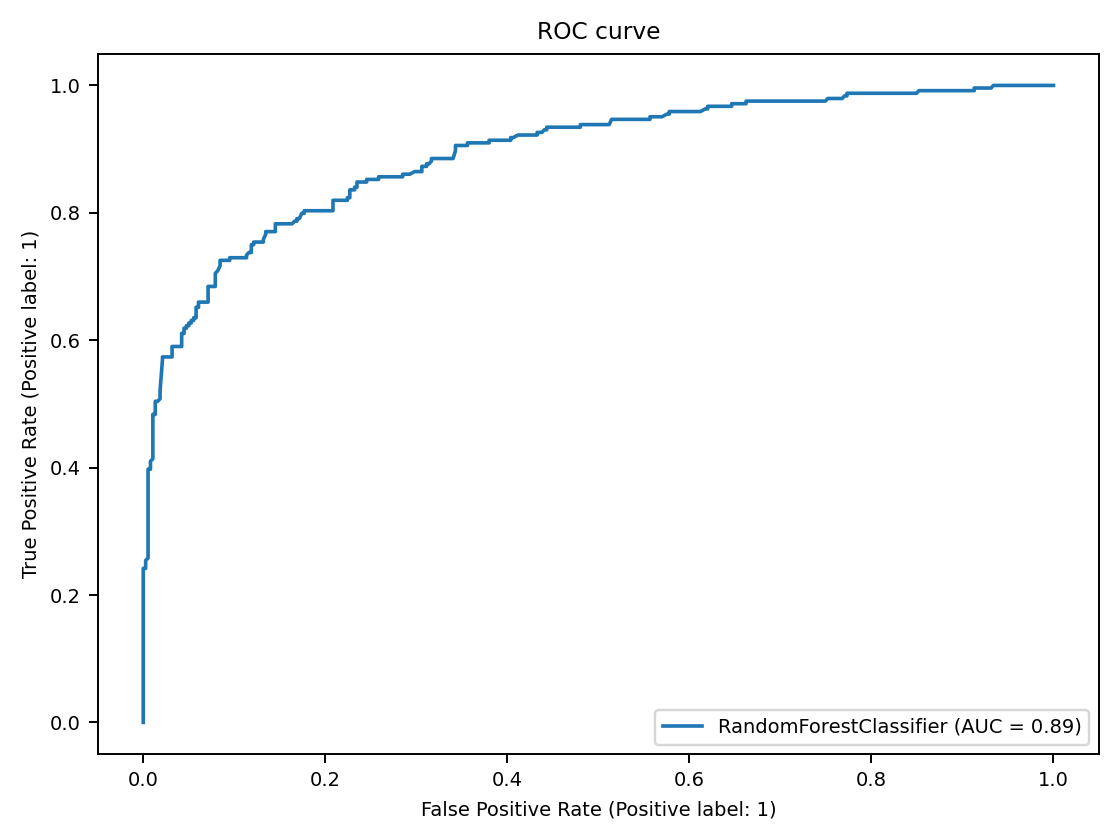 ROC curve
True Positive Rate (Positive label: 1)
1.0
0.8
0.6
0.4
0.2
0.0
RandomForestClassifier (AUC = 0.89)
0.0 0.2 0.4 0.6 0.8 1.0
False Positive Rate (Positive label: 1)